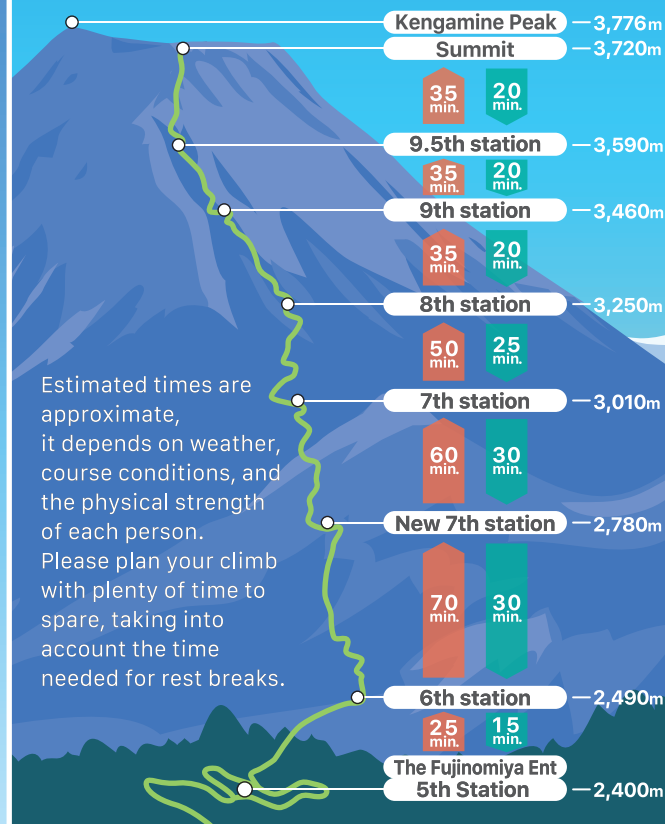 Kengamine Peak 3,776m
Summit 3,720m
35 min. 20 min.
9.5th station 3,590m
35 min. 20 min.
9th station 3,460m
35 min. 20 min.
8th station 3,250m
50 min. 25 min.
7th station 3,010m
60 min. 30 min.
New 7th station 2,780m
70 min. 30 min.
6th station 2,490m
25 min. 15 min.
The Fujinomiya Ent
5th Station 2,400m
Estimated times are
approximate,
it depends on weather,
course conditions, and
the physical strength
of each person.
Please plan your climb
with plenty of time to
spare, taking into
account the time
needed for rest breaks.